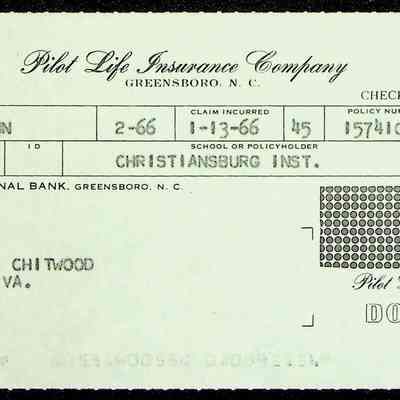 Pilot Life Insurance Company
GREENSBORO, N. C.
CHECK
CLAIM INCURRED
POLICY NU
N 2-66 1-13-66 45 15741
I D
SCHOOL OR POLICYHOLDER
CHRISTIANSBURG INST.
NAL BANK, GREENSBORO, N. C.
CHITWOOD
VA.
Pilot
DO